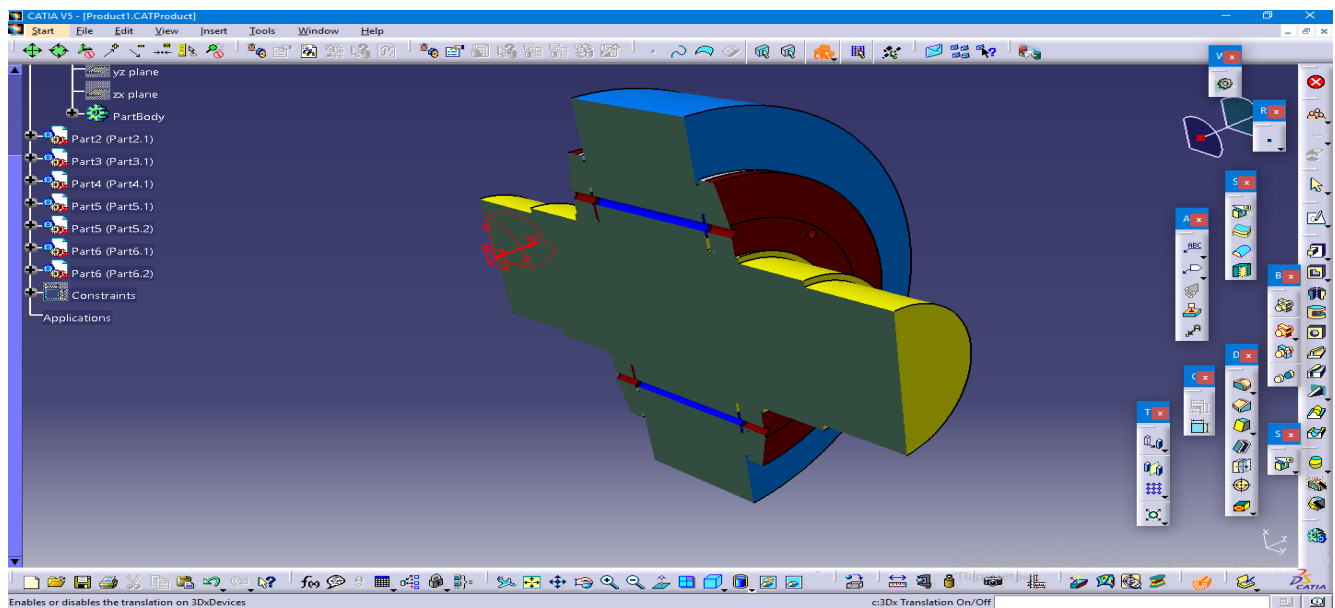 CATIA V5 - [Product1.CATProduct]
Start File Edit View Insert Tools Window Help
yz plane
zx plane
PartBody
Part2 (Part2.1)
Part3 (Part3.1)
Part4 (Part4.1)
Part5 (Part5.1)
Part5 (Part5.2)
Part6 (Part6.1)
Part6 (Part6.2)
Constraints
Applications
V
R
S
A
ABC
B
D
C
T
S
CATIA
Enables or disables the translation on 3DxDevices
c:3Dx Translation On/Off